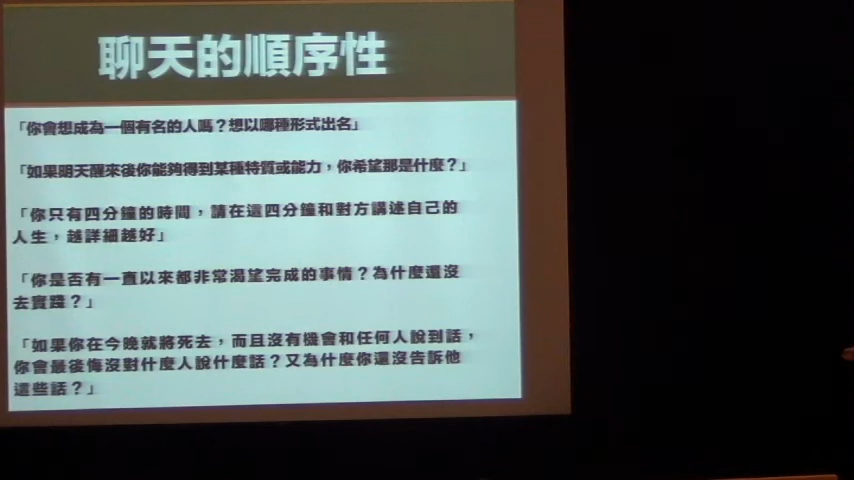 聊天的順序性
「你會想成為一個有名的人嗎？想以哪種形式出名」
「如果明天醒來後你能夠得到某種特質或能力，你希望那是什麼？」
「你只有四分鐘的時間，請在這四分鐘和對方講述自己的
人生，越詳細越好」
「你是否有一直以來都非常渴望完成的事情？為什麼還沒
去實踐？」
「如果你在今晚就將死去，而且沒有機會和任何人說到話，
你會最後悔沒對什麼人說什麼話？又為什麼你還沒告訴他
這些話？」